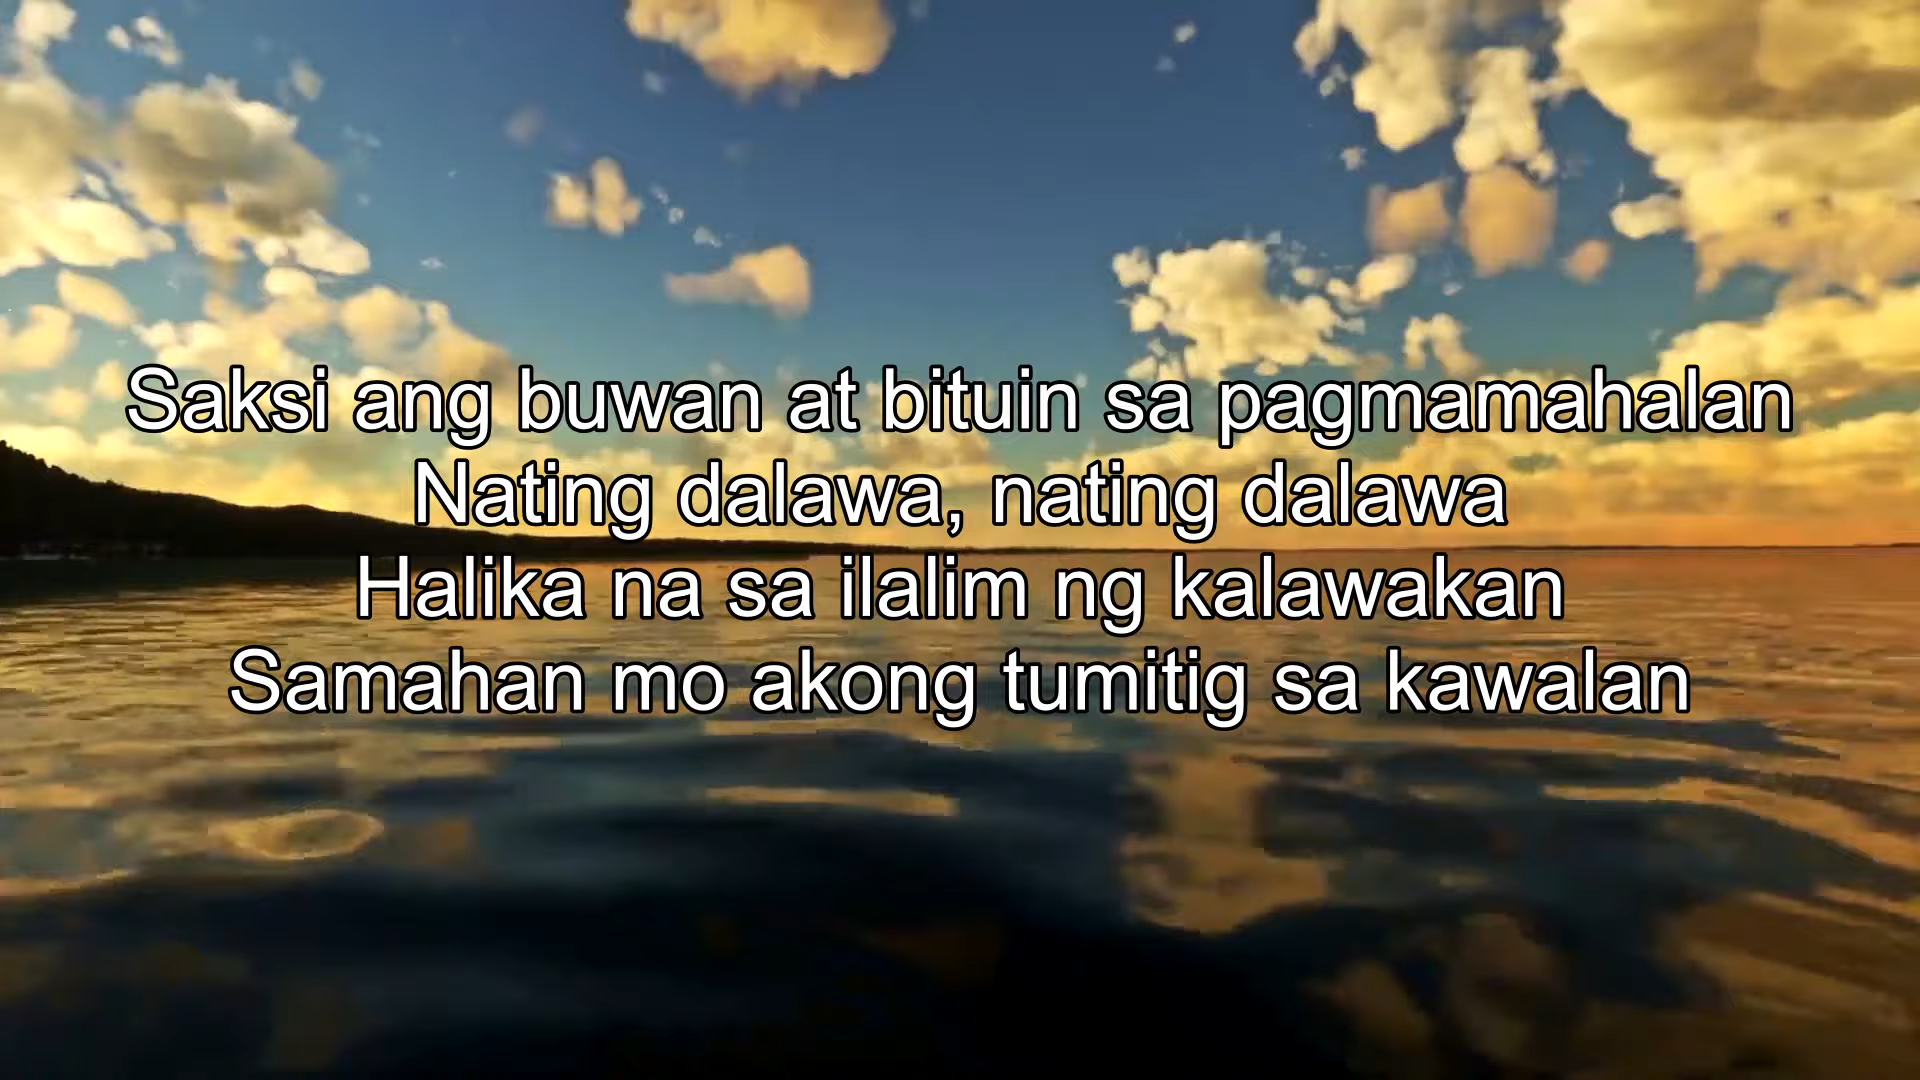 Saksi ang buwan at bituin sa pagmamahalan
Nating dalawa, nating dalawa
Halika na sa ilalim ng kalawakan
Samahan mo akong tumitig sa kawalan